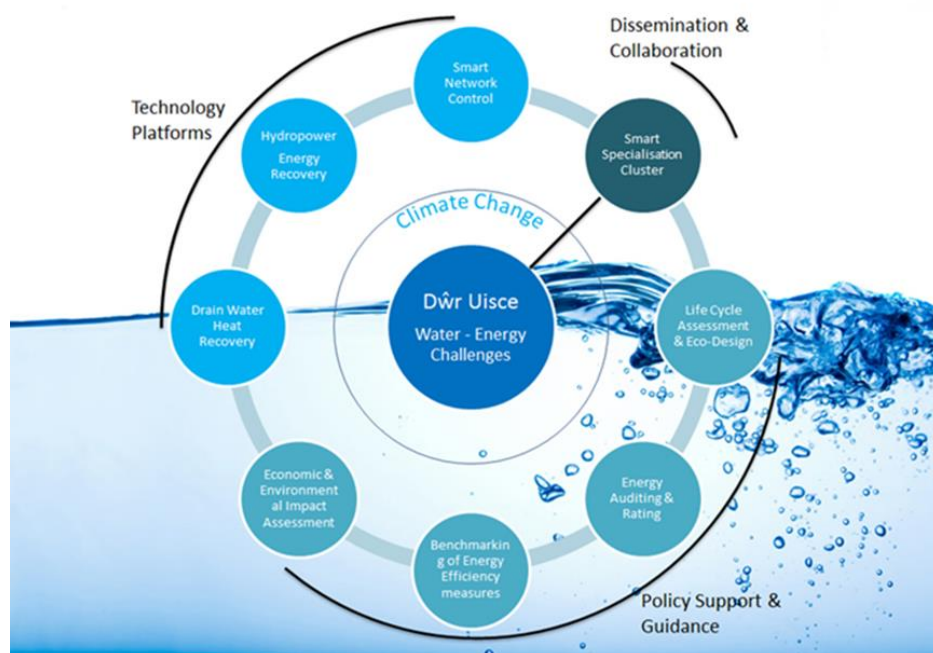 Dissemination &
Collaboration
Technology
Platforms
Smart
Network
Control
Hydropower
Energy
Recovery
Smart
Specialisation
Cluster
Climate Change
Dŵr Uisce
Water - Energy
Challenges
Drain Water
Heat
Recovery
Life Cycle
Assessment
& Eco-Design
Economic &
Environment
al Impact
Assessment
Energy
Auditing &
Rating
Benchmarkin
g of Energy
Efficiency
measures
Policy Support &
Guidance